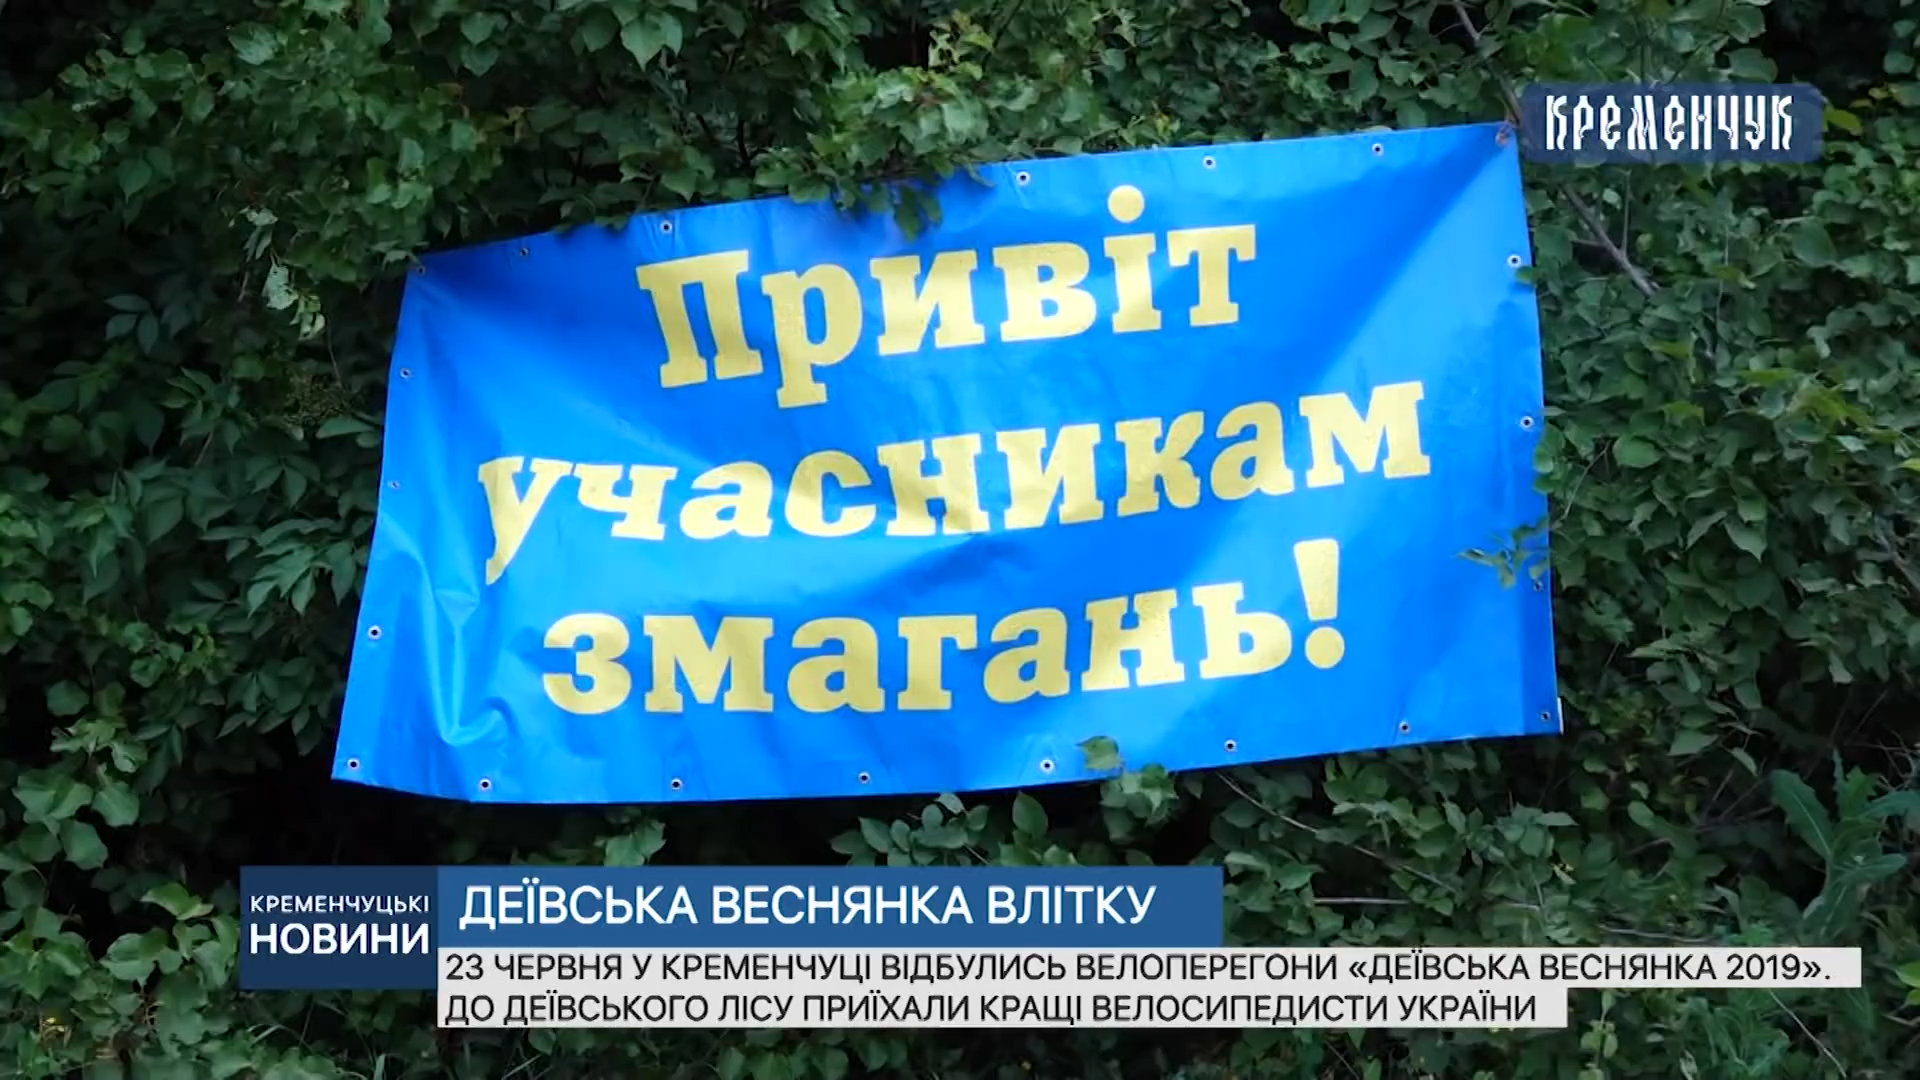 КРЕМЕНЧУК
Привіт
учасникам
змагань!
КРЕМЕНЧУЦЬКІ
НОВИНИ
ДЕЇВСЬКА ВЕСНЯНКА ВЛІТКУ
23 ЧЕРВНЯ У КРЕМЕНЧУЦІ ВІДБУЛИСЬ ВЕЛОПЕРЕГОНИ «ДЕЇВСЬКА ВЕСНЯНКА 2019».
ДО ДЕЇВСЬКОГО ЛІСУ ПРИЇХАЛИ КРАЩІ ВЕЛОСИПЕДИСТИ УКРАЇНИ